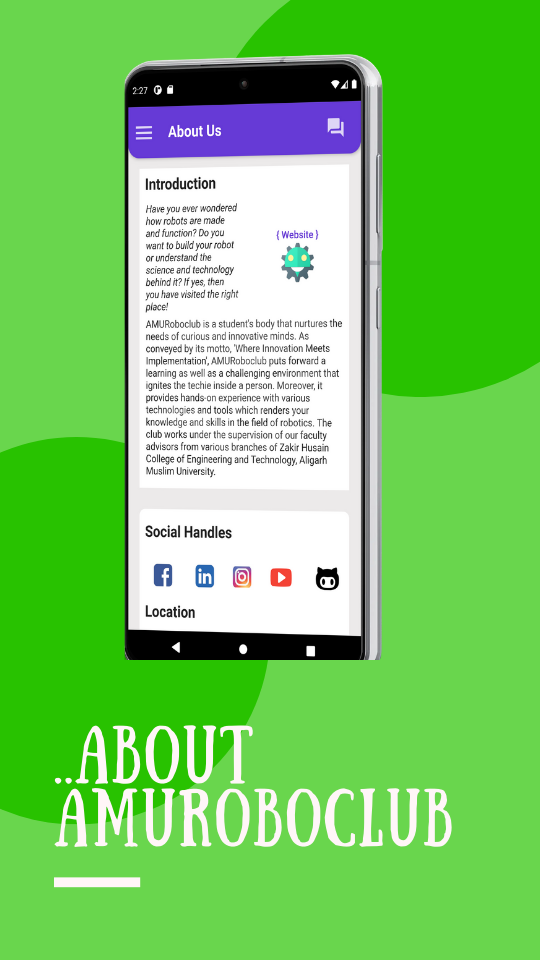 2:27
About Us
Introduction
Have you ever wondered
how robots are made
and function? Do you
want to build your robot
or understand the
science and technology
behind it? If yes, then
you have visited the right
place!
{ Website }
AMURoboclub is a student's body that nurtures the
needs of curious and innovative minds. As
conveyed by its motto, 'Where Innovation Meets
Implementation', AMURoboclub puts forward a
learning as well as a challenging environment that
ignites the techie inside a person. Moreover, it
provides hands-on experience with various
technologies and tools which renders your
knowledge and skills in the field of robotics. The
club works under the supervision of our faculty
advisors from various branches of Zakir Husain
College of Engineering and Technology, Aligarh
Muslim University.
Social Handles
Location
..ABOUT
AMUROBOCLUB